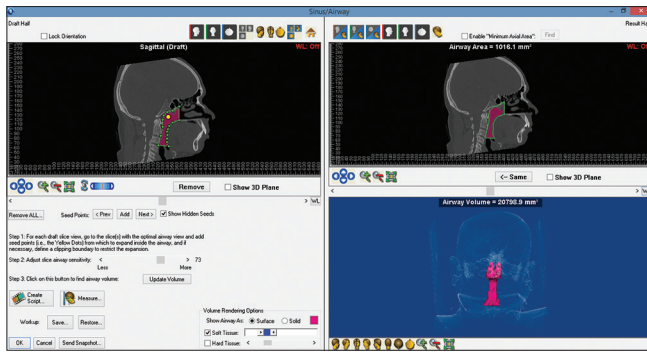 Sinus/Airway
Draft Half
Lock Orientation
Sagittal (Draft)
WL: Off
Remove
Show 3D Plane
WL
Remove ALL...
Seed Points:
< Prev
Add
Next >
Show Hidden Seeds
Step 1: For each draft slice view, go to the slice(s) with the optimal airway view and add
seed points (i.e., the Yellow Dots) from which to expand inside the airway, and if
necessary, define a clipping boundary to restrict the expansion.
Step 2: Adjust slice airway sensitivity:
<
>
73
Less
More
Step 3: Click on this button to find airway volume:
Update Volume
Create
Script...
Measure...
Workup:
Save...
Restore...
OK
Cancel
Send Snapshot...
Volume Rendering Options
Show Airway As:
Surface
Solid
Soft Tissue:
Hard Tissue:
Result Ha
Enable "Minimum Axial Area":
Find
Airway Area = 1016.1 mm²
WL: Off
<- Same
Show 3D Plane
Airway Volume = 20798.9 mm³